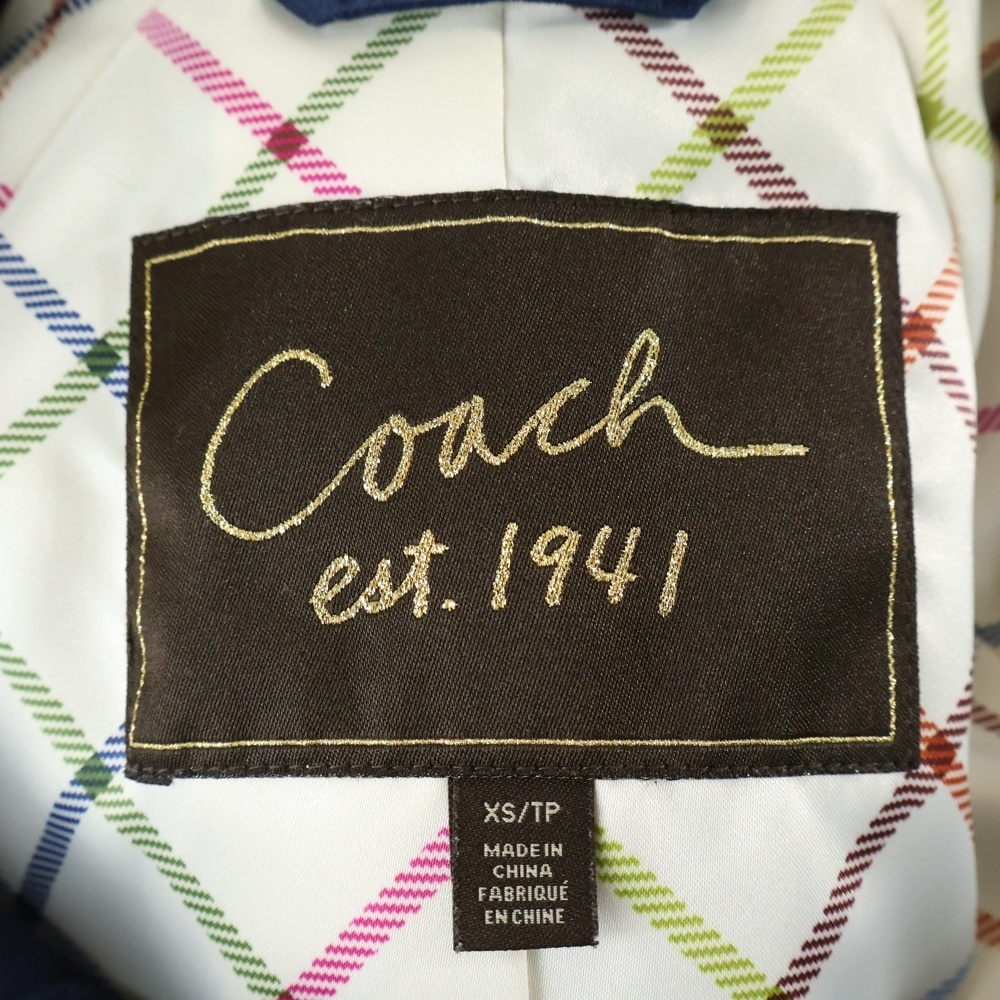 Coach
est. 1941
XS/TP
MADE IN
CHINA
FABRIQUÉ
EN CHINE